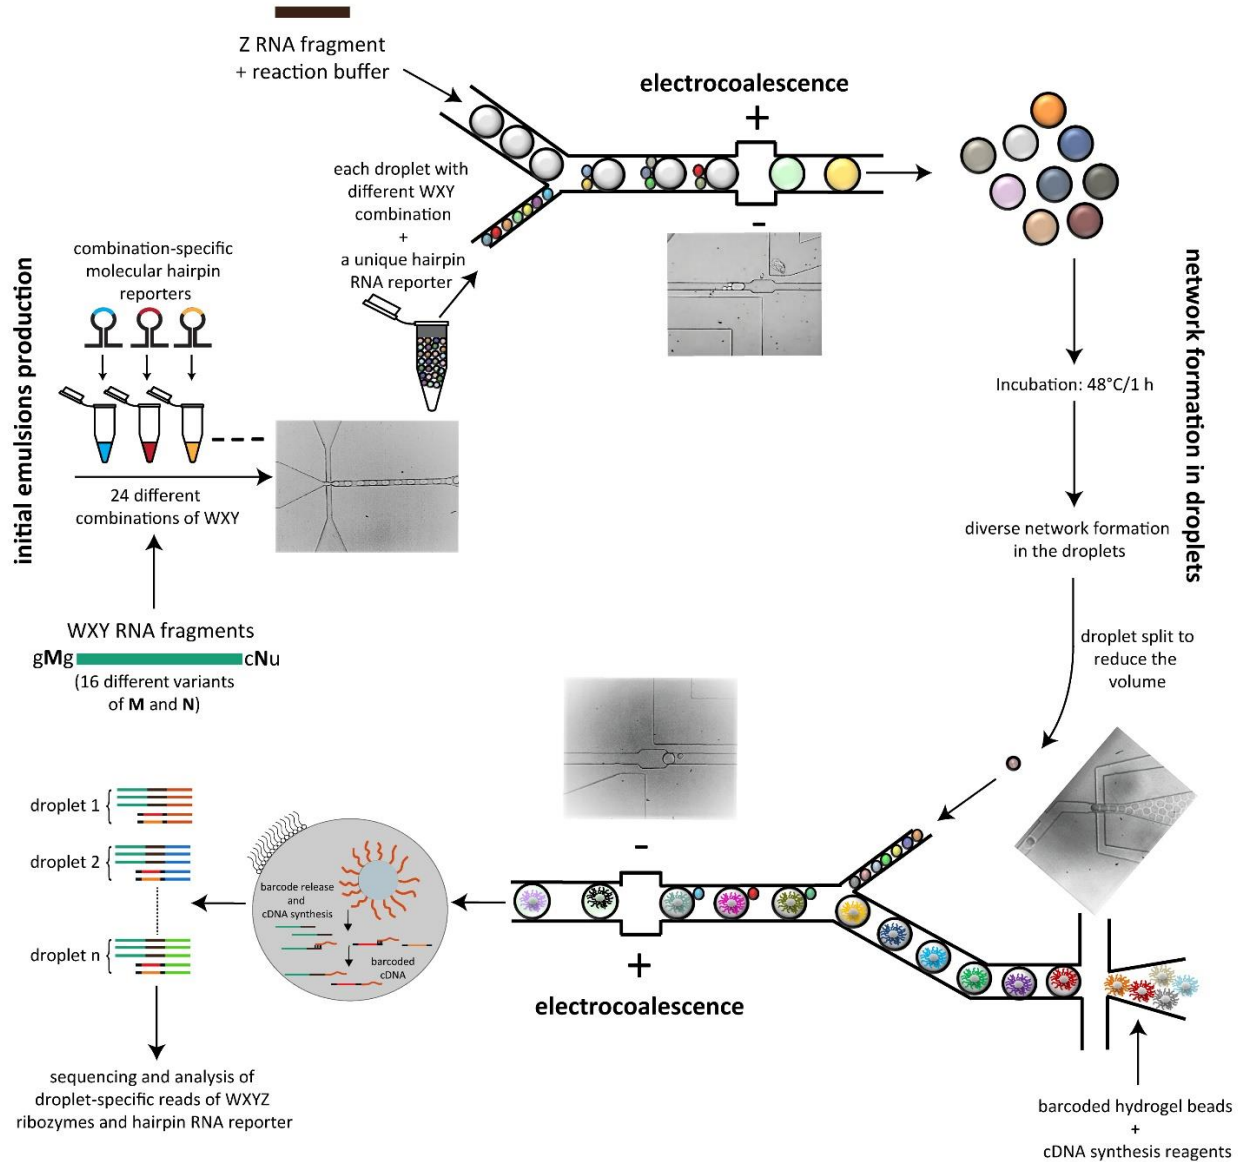 Z RNA fragment
+ reaction buffer
electrocoalescence
+
-
each droplet with
different WXY
combination
+
a unique hairpin
RNA reporter
combination-specific
molecular hairpin
reporters
initial emulsions production
24 different
combinations of WXY
WXY RNA fragments
gMg
cNu
(16 different variants
of M and N)
network formation in droplets
Incubation: 48°C/1 h
diverse network formation
in the droplets
droplet split to
reduce the
volume
barcoded hydrogel beads
+
cDNA synthesis reagents
-
+
electrocoalescence
barcode release
and
cDNA synthesis
barcoded
cDNA
droplet 1
droplet 2
droplet n
sequencing and analysis of
droplet-specific reads of WXYZ
ribozymes and hairpin RNA reporter